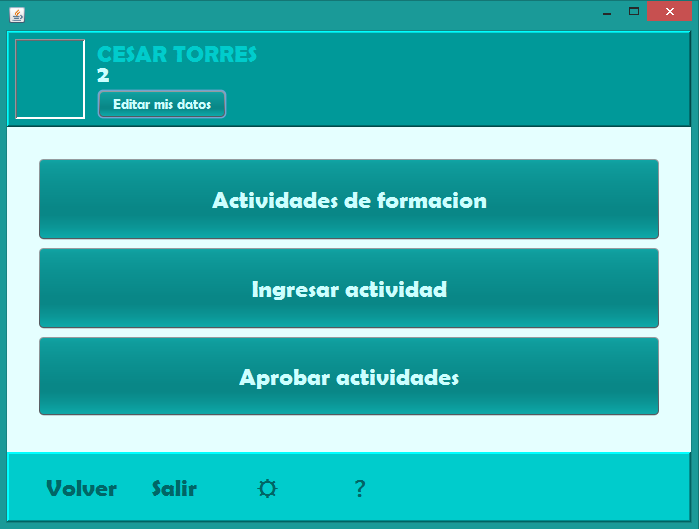 CESAR TORRES
2
Editar mis datos
Actividades de formacion
Ingresar actividad
Aprobar actividades
Volver Salir ?